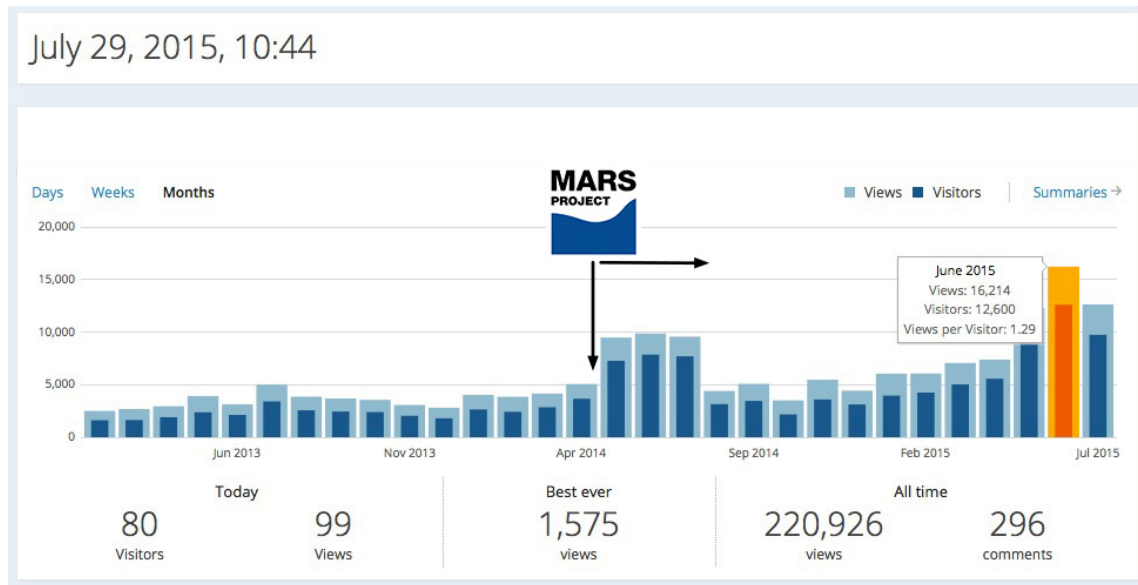 July 29, 2015, 10:44
MARS
PROJECT
Days Weeks Months
Views Visitors Summaries →
20,000
15,000
10,000
5,000
0
June 2015
Views: 16,214
Visitors: 12,600
Views per Visitor: 1.29
Jun 2013 Nov 2013 Apr 2014 Sep 2014 Feb 2015 Jul 2015
Today Best ever All time
80 99 1,575 220,926 296
Visitors Views views views comments